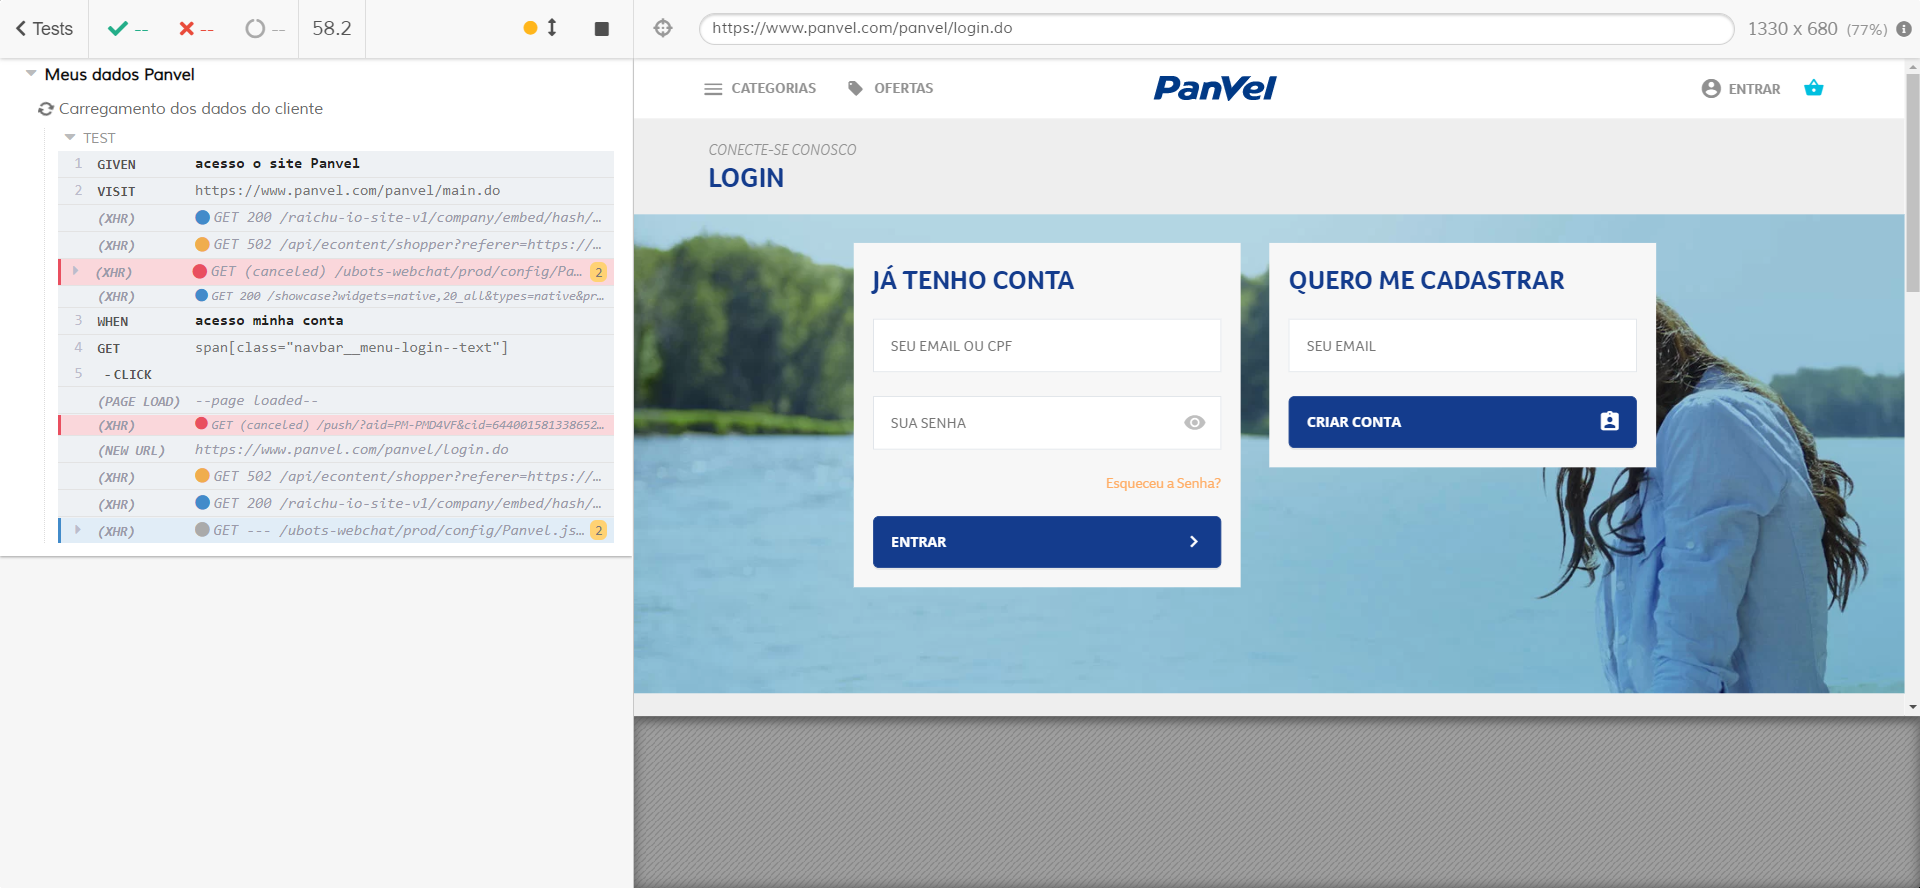 Tests
--
--
--
58.2
https://www.panvel.com/panvel/login.do
1330 x 680 (77%)
Meus dados Panvel
Carregamento dos dados do cliente
TEST
1 GIVEN acesso o site Panvel
2 VISIT https://www.panvel.com/panvel/main.do
(XHR) GET 200 /raichu-io-site-v1/company/embed/hash/…
(XHR) GET 502 /api/econtent/shopper?referer=https://…
(XHR) GET (canceled) /ubots-webchat/prod/config/Pa… 2
(XHR) GET 200 /showcase?widgets=native,20_all&types=native&pr…
3 WHEN acesso minha conta
4 GET span[class="navbar__menu-login--text"]
5 -CLICK
(PAGE LOAD) --page loaded--
(XHR) GET (canceled) /push/?aid=PM-PMD4VF&cid=644001581338652…
(NEW URL) https://www.panvel.com/panvel/login.do
(XHR) GET 502 /api/econtent/shopper?referer=https://…
(XHR) GET 200 /raichu-io-site-v1/company/embed/hash/…
(XHR) GET --- /ubots-webchat/prod/config/Panvel.js… 2
CATEGORIAS
OFERTAS
PanVel
ENTRAR
CONECTE-SE CONOSCO
LOGIN
JÁ TENHO CONTA
SEU EMAIL OU CPF
SUA SENHA
Esqueceu a Senha?
ENTRAR
QUERO ME CADASTRAR
SEU EMAIL
CRIAR CONTA